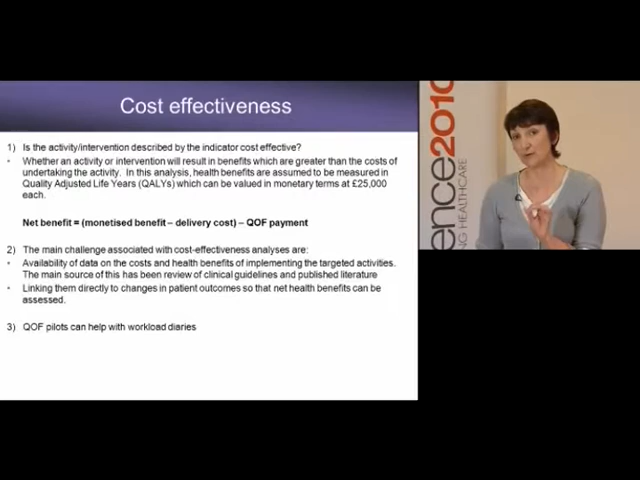 Cost effectiveness
1) Is the activity/intervention described by the indicator cost effective?
• Whether an activity or intervention will result in benefits which are greater than the costs of
undertaking the activity. In this analysis, health benefits are assumed to be measured in
Quality Adjusted Life Years (QALYs) which can be valued in monetary terms at £25,000
each.
Net benefit = (monetised benefit – delivery cost) – QOF payment
2) The main challenge associated with cost-effectiveness analyses are:
• Availability of data on the costs and health benefits of implementing the targeted activities.
The main source of this has been review of clinical guidelines and published literature
• Linking them directly to changes in patient outcomes so that net health benefits can be
assessed.
3) QOF pilots can help with workload diaries
ence2010
NG HEALTHCARE